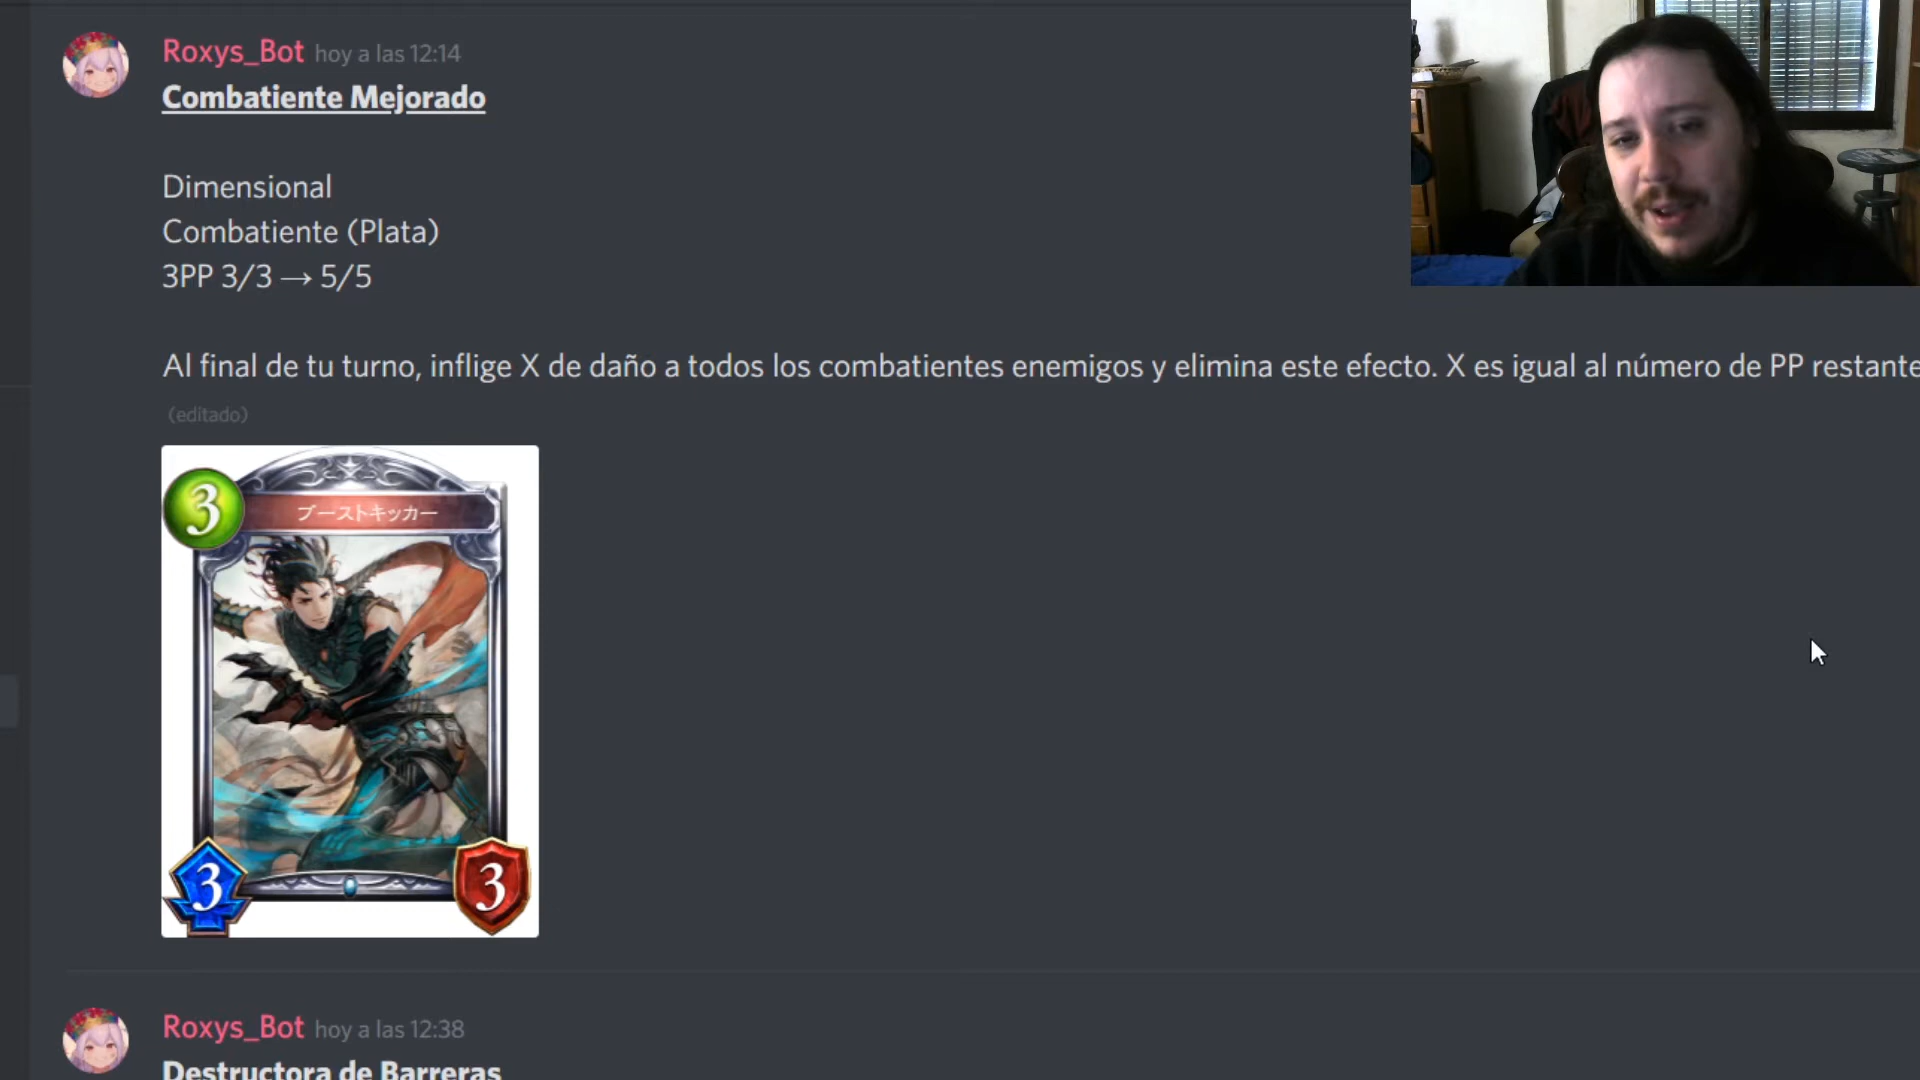 Roxys_Bot hoy a las 12:14
Combatiente Mejorado
Dimensional
Combatiente (Plata)
3PP 3/3 → 5/5
Al final de tu turno, inflige X de daño a todos los combatientes enemigos y elimina este efecto. X es igual al número de PP restante
(editado)
3 ブーストキッカー
3 3
Roxys_Bot hoy a las 12:38
Destructora de Barreras